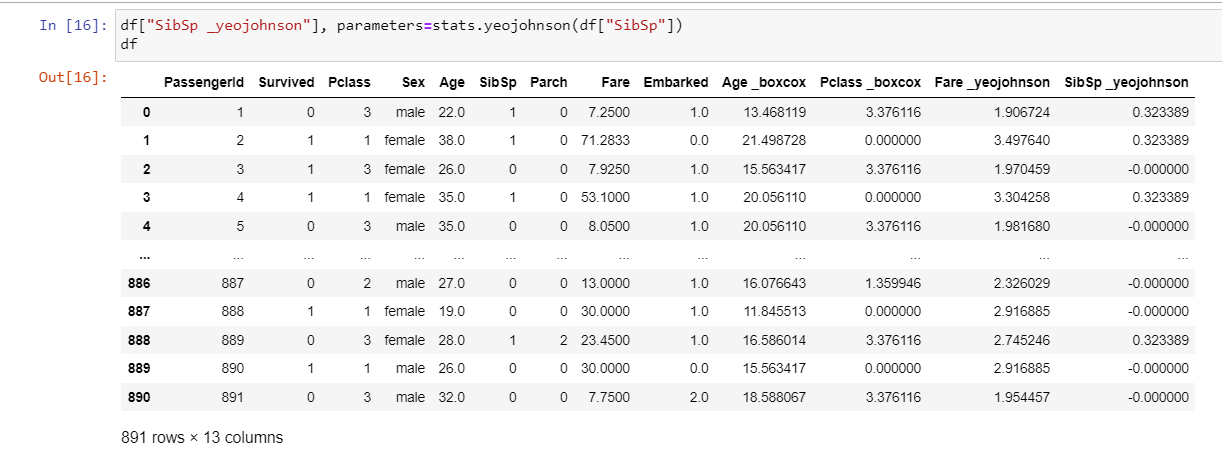 In [16]: df["SibSp _yeojohnson"], parameters=stats.yeojohnson(df["SibSp"])
df
Out[16]:
PassengerId Survived Pclass Sex Age SibSp Parch Fare Embarked Age _boxcox Pclass _boxcox Fare _yeojohnson SibSp _yeojohnson
0 1 0 3 male 22.0 1 0 7.2500 1.0 13.468119 3.376116 1.906724 0.323389
1 2 1 1 female 38.0 1 0 71.2833 0.0 21.498728 0.000000 3.497640 0.323389
2 3 1 3 female 26.0 0 0 7.9250 1.0 15.563417 3.376116 1.970459 -0.000000
3 4 1 1 female 35.0 1 0 53.1000 1.0 20.056110 0.000000 3.304258 0.323389
4 5 0 3 male 35.0 0 0 8.0500 1.0 20.056110 3.376116 1.981680 -0.000000
... ... ... ... ... ... ... ... ... ... ... ... ... ...
886 887 0 2 male 27.0 0 0 13.0000 1.0 16.076643 1.359946 2.326029 -0.000000
887 888 1 1 female 19.0 0 0 30.0000 1.0 11.845513 0.000000 2.916885 -0.000000
888 889 0 3 female 28.0 1 2 23.4500 1.0 16.586014 3.376116 2.745246 0.323389
889 890 1 1 male 26.0 0 0 30.0000 0.0 15.563417 0.000000 2.916885 -0.000000
890 891 0 3 male 32.0 0 0 7.7500 2.0 18.588067 3.376116 1.954457 -0.000000
891 rows × 13 columns